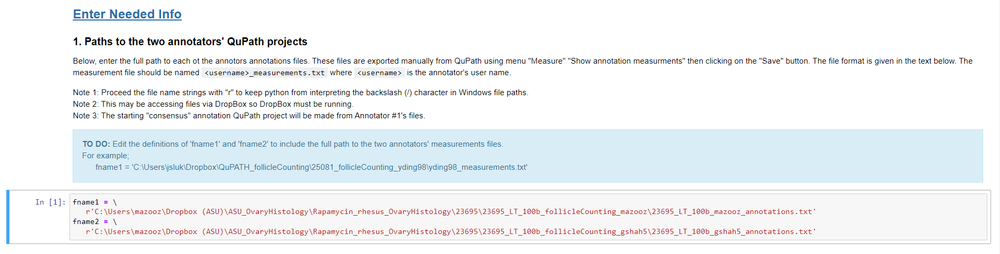 Enter Needed Info
1. Paths to the two annotators' QuPath projects
Below, enter the full path to each ot the annotors annotations files. These files are exported manually from QuPath using menu "Measure" "Show annotation measurments" then clicking on the "Save" button. The file format is given in the text below. The
measurement file should be named <username>_measurements.txt where <username> is the annotator's user name.
Note 1: Proceed the file name strings with "r" to keep python from interpreting the backslash (/) character in Windows file paths.
Note 2: This may be accessing files via DropBox so DropBox must be running.
Note 3: The starting "consensus" annotation QuPath project will be made from Annotator #1's files.
TO DO: Edit the definitions of 'fname1' and 'fname2' to include the full path to the two annotators' measurements files.
For example;
fname1 = 'C:\Users\jsluk\Dropbox\QuPATH_follicleCounting\25081_follicleCounting_yding98\yding98_measurements.txt'
In [1]: fname1 = \
r'C:\Users\mazooz\Dropbox (ASU)\ASU_OvaryHistology\Rapamycin_rhesus_OvaryHistology\23695\23695_LT_100b_follicleCounting_mazooz\23695_LT_100b_mazooz_annotations.txt'
fname2 = \
r'C:\Users\mazooz\Dropbox (ASU)\ASU_OvaryHistology\Rapamycin_rhesus_OvaryHistology\23695\23695_LT_100b_follicleCounting_gshah5\23695_LT_100b_gshah5_annotations.txt'